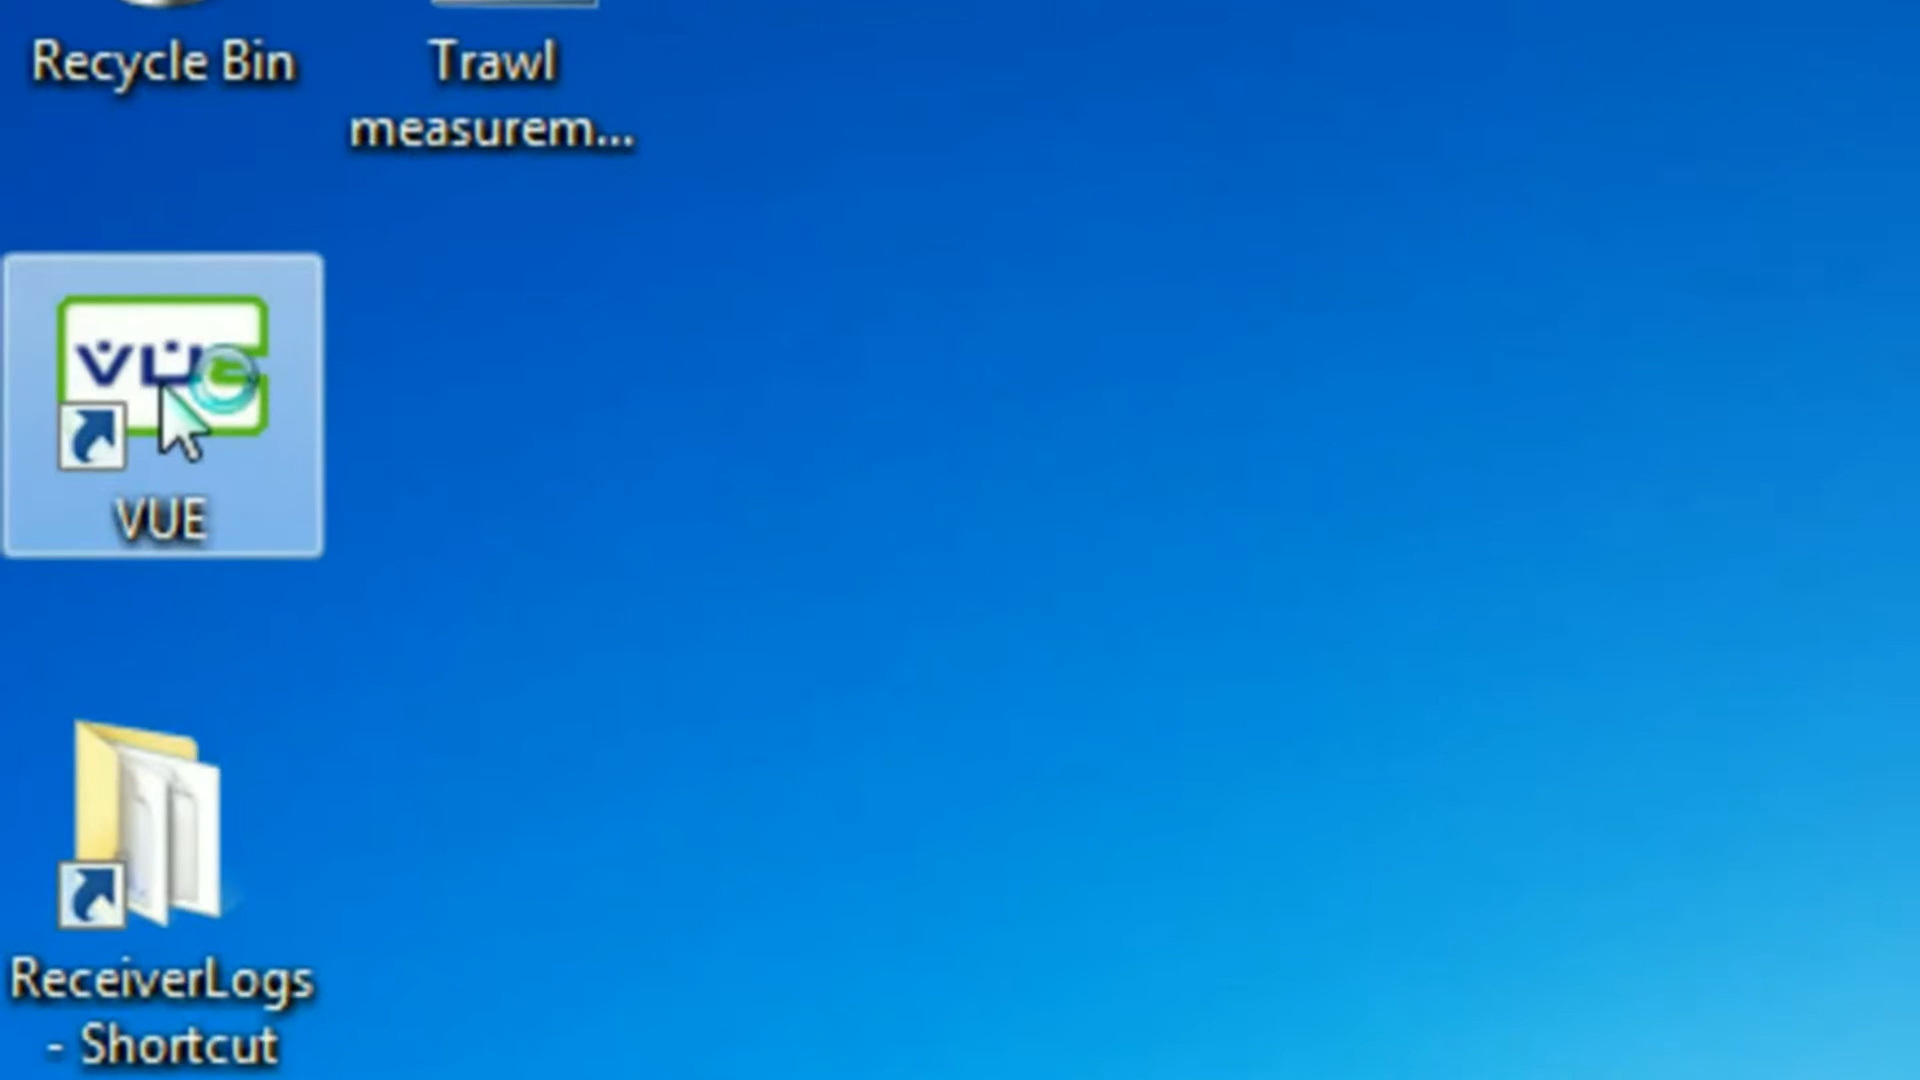 Recycle Bin
Trawl
measurem...
VUE
VUE
ReceiverLogs
- Shortcut